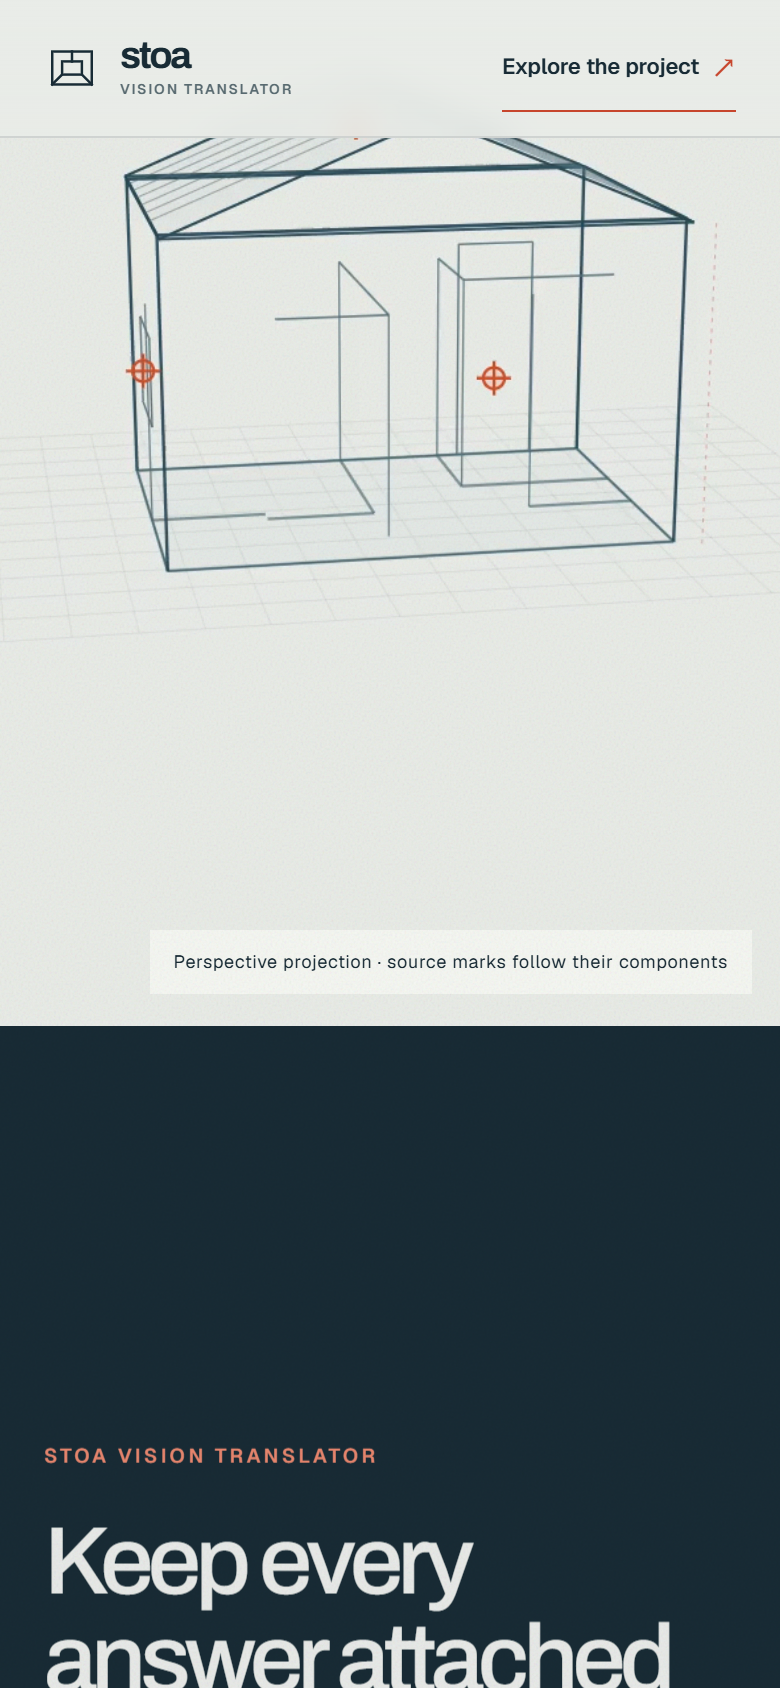 stoa
VISION TRANSLATOR
Explore the project ↗
Perspective projection · source marks follow their components
STOA VISION TRANSLATOR
Keep every
answer attached